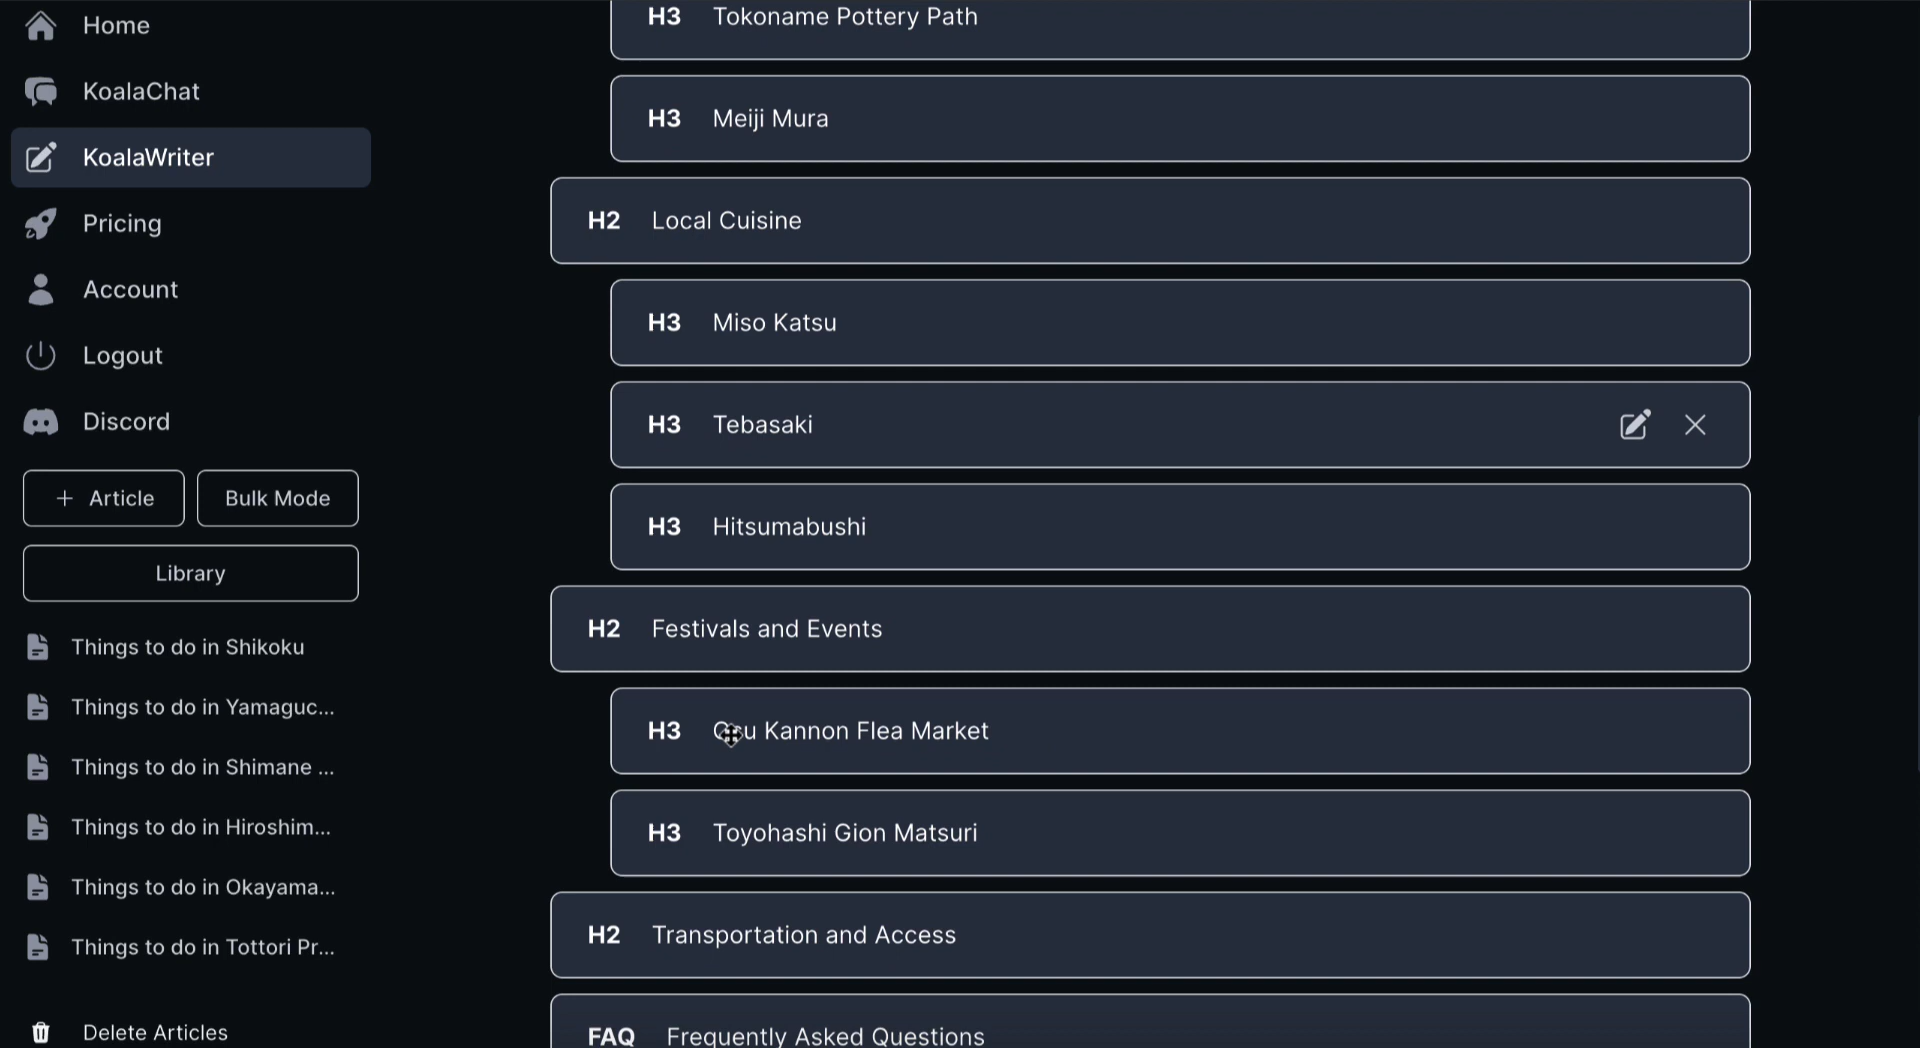 Home
KoalaChat
KoalaWriter
Pricing
Account
Logout
Discord
+ Article
Bulk Mode
Library
Things to do in Shikoku
Things to do in Yamaguc...
Things to do in Shimane ...
Things to do in Hiroshim...
Things to do in Okayama...
Things to do in Tottori Pr...
Delete Articles
H3 Tokoname Pottery Path
H3 Meiji Mura
H2 Local Cuisine
H3 Miso Katsu
H3 Tebasaki
H3 Hitsumabushi
H2 Festivals and Events
H3 Kannon Flea Market
H3 Toyohashi Gion Matsuri
H2 Transportation and Access
FAQ Frequently Asked Questions